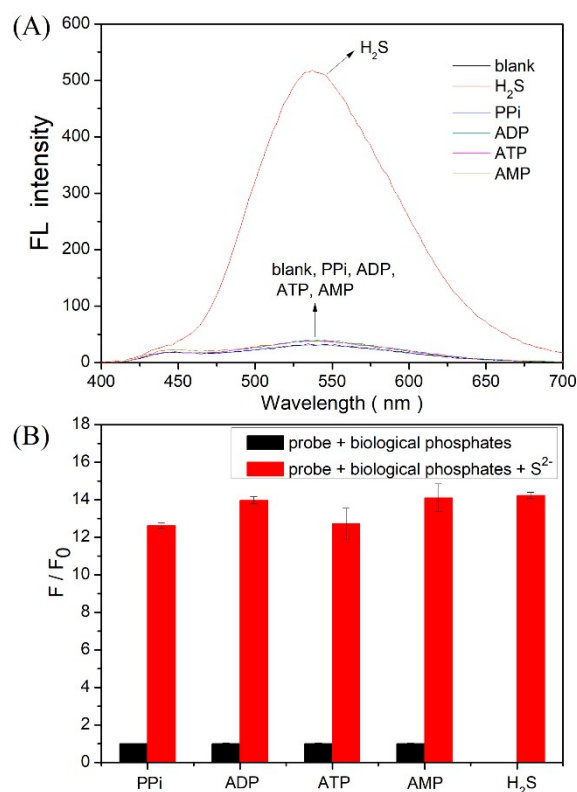 (A)
H₂S
blank
H₂S
PPi
ADP
ATP
AMP
blank, PPi, ADP,
ATP, AMP
FL intensity
600
500
400
300
200
100
0
400 450 500 550 600 650 700
Wavelength ( nm )
(B)
probe + biological phosphates
probe + biological phosphates + S²⁻
F / F₀
18
16
14
12
10
8
6
4
2
0
PPi ADP ATP AMP H₂S